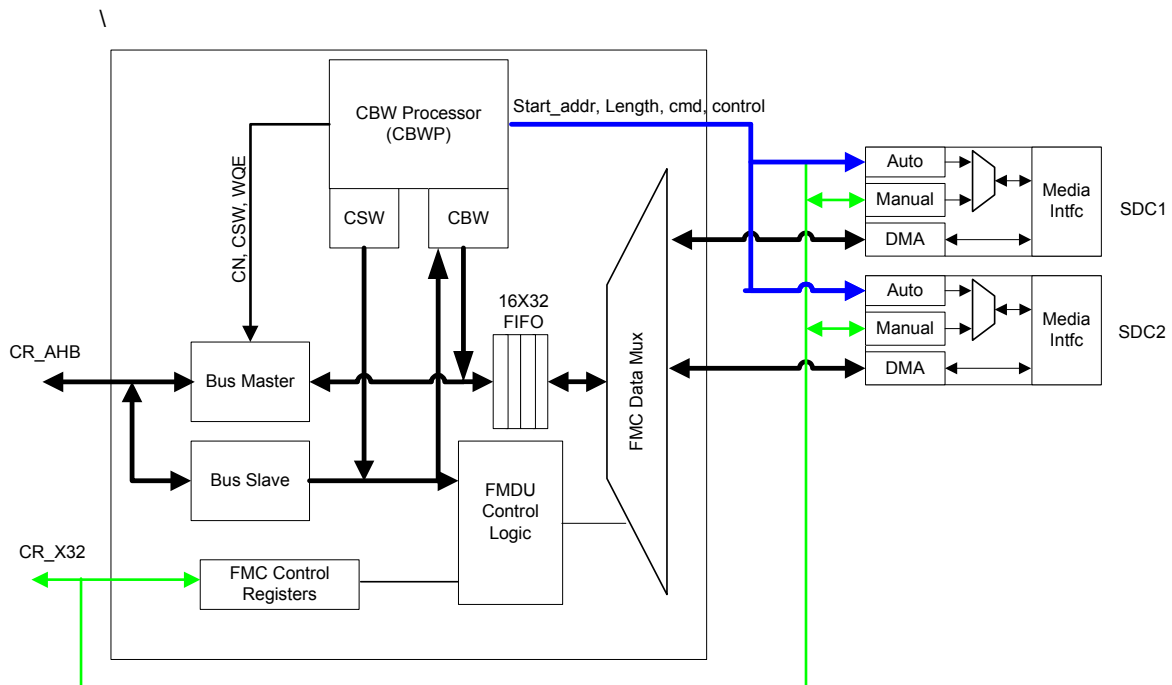 \
CBW Processor
(CBWP)
Start_addr, Length, cmd, control
CN, CSW, WQE
CSW
CBW
Auto
Manual
DMA
Media
Intfc
SDC1
Auto
Manual
DMA
Media
Intfc
SDC2
16X32
FIFO
FMC Data Mux
CR_AHB
Bus Master
Bus Slave
FMDU
Control
Logic
CR_X32
FMC Control
Registers